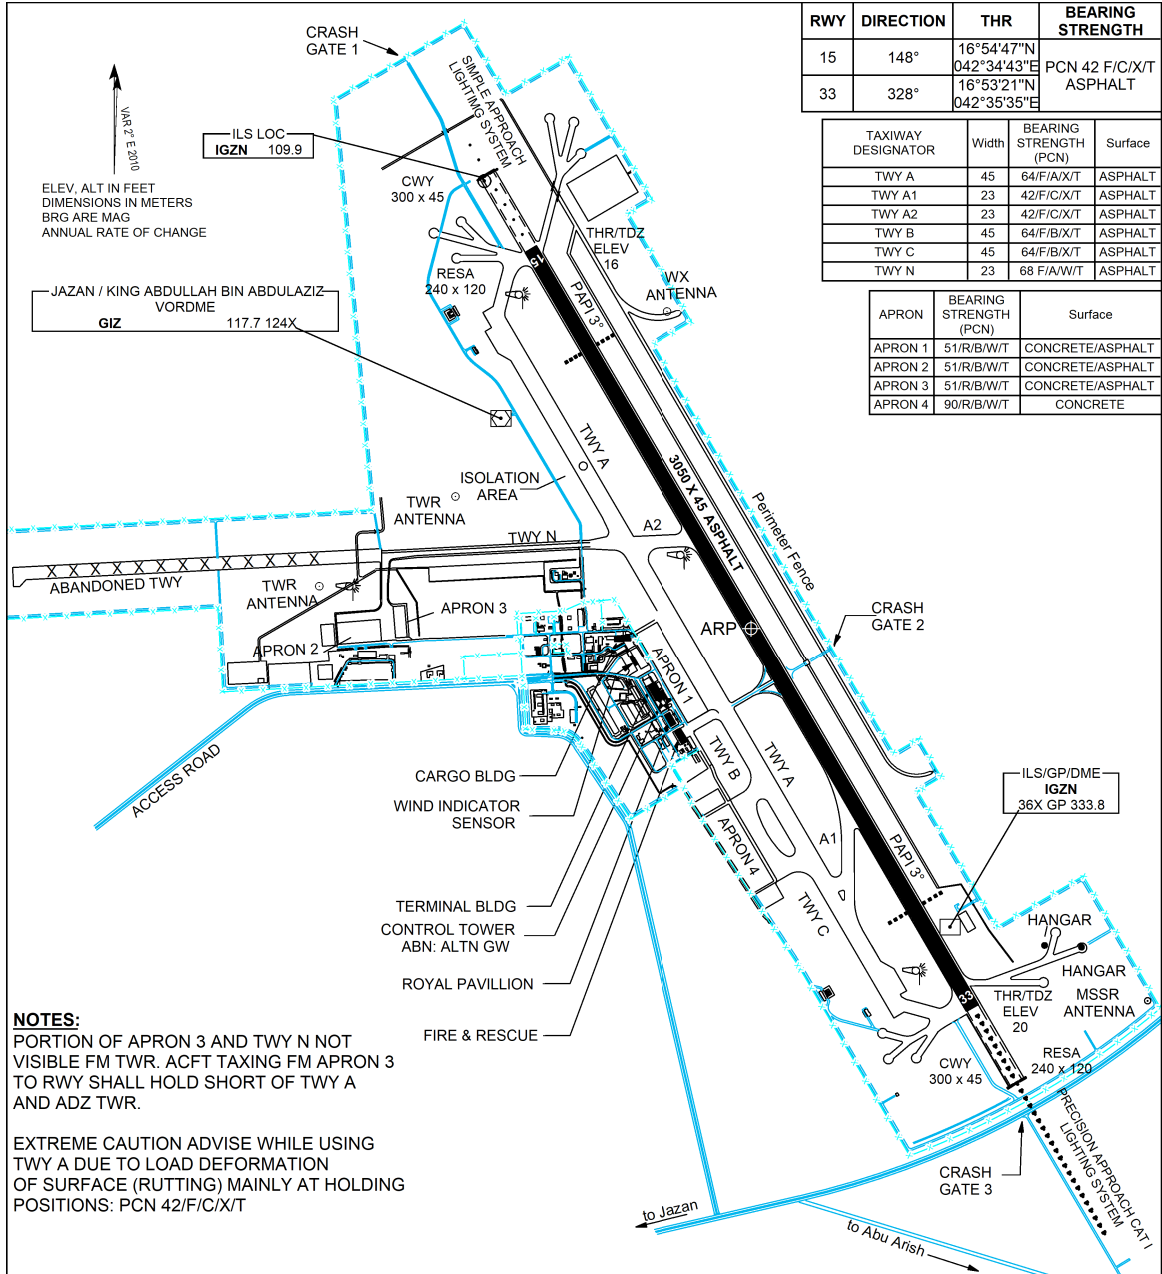 RWY DIRECTION THR BEARING STRENGTH
15 148° 16°54'47"N 042°34'43"E PCN 42 F/C/X/T ASPHALT
33 328° 16°53'21"N 042°35'35"E
TAXIWAY DESIGNATOR Width BEARING STRENGTH (PCN) Surface
TWY A 45 64/F/A/X/T ASPHALT
TWY A1 23 42/F/C/X/T ASPHALT
TWY A2 23 42/F/C/X/T ASPHALT
TWY B 45 64/F/B/X/T ASPHALT
TWY C 45 64/F/B/X/T ASPHALT
TWY N 23 68 F/A/W/T ASPHALT
APRON BEARING STRENGTH (PCN) Surface
APRON 1 51/R/B/W/T CONCRETE/ASPHALT
APRON 2 51/R/B/W/T CONCRETE/ASPHALT
APRON 3 51/R/B/W/T CONCRETE/ASPHALT
APRON 4 90/R/B/W/T CONCRETE
CRASH
GATE 1
SIMPLE APPROACH
LIGHTIMG SYSTEM
VAR 2° E 2010
ILS LOC
IGZN 109.9
ELEV, ALT IN FEET
DIMENSIONS IN METERS
BRG ARE MAG
ANNUAL RATE OF CHANGE
CWY
300 x 45
THR/TDZ
ELEV
16
15
RESA
240 x 120
WX
ANTENNA
PAPI 3°
JAZAN / KING ABDULLAH BIN ABDULAZIZ
VORDME
GIZ 117.7 124X
TWY A
3050 X 45 ASPHALT
ISOLATION
AREA
TWR
ANTENNA
Perimeter Fence
A2
TWY N
ABANDONED TWY
TWR
ANTENNA
APRON 3
APRON 2
ARP
CRASH
GATE 2
APRON 1
ACCESS ROAD
TWY B
TWY A
CARGO BLDG
WIND INDICATOR
SENSOR
ILS/GP/DME
IGZN
36X GP 333.8
A1
APRON 4
PAPI 3°
TERMINAL BLDG
CONTROL TOWER
ABN: ALTN GW
TWY C
HANGAR
HANGAR
ROYAL PAVILLION
33
THR/TDZ
ELEV
20
MSSR
ANTENNA
FIRE & RESCUE
CWY
300 x 45
RESA
240 x 120
NOTES:
PORTION OF APRON 3 AND TWY N NOT
VISIBLE FM TWR. ACFT TAXING FM APRON 3
TO RWY SHALL HOLD SHORT OF TWY A
AND ADZ TWR.
EXTREME CAUTION ADVISE WHILE USING
TWY A DUE TO LOAD DEFORMATION
OF SURFACE (RUTTING) MAINLY AT HOLDING
POSITIONS: PCN 42/F/C/X/T
PRECISION APPROACH CAT I
LIGHTING SYSTEM
CRASH
GATE 3
to Jazan
to Abu Arish